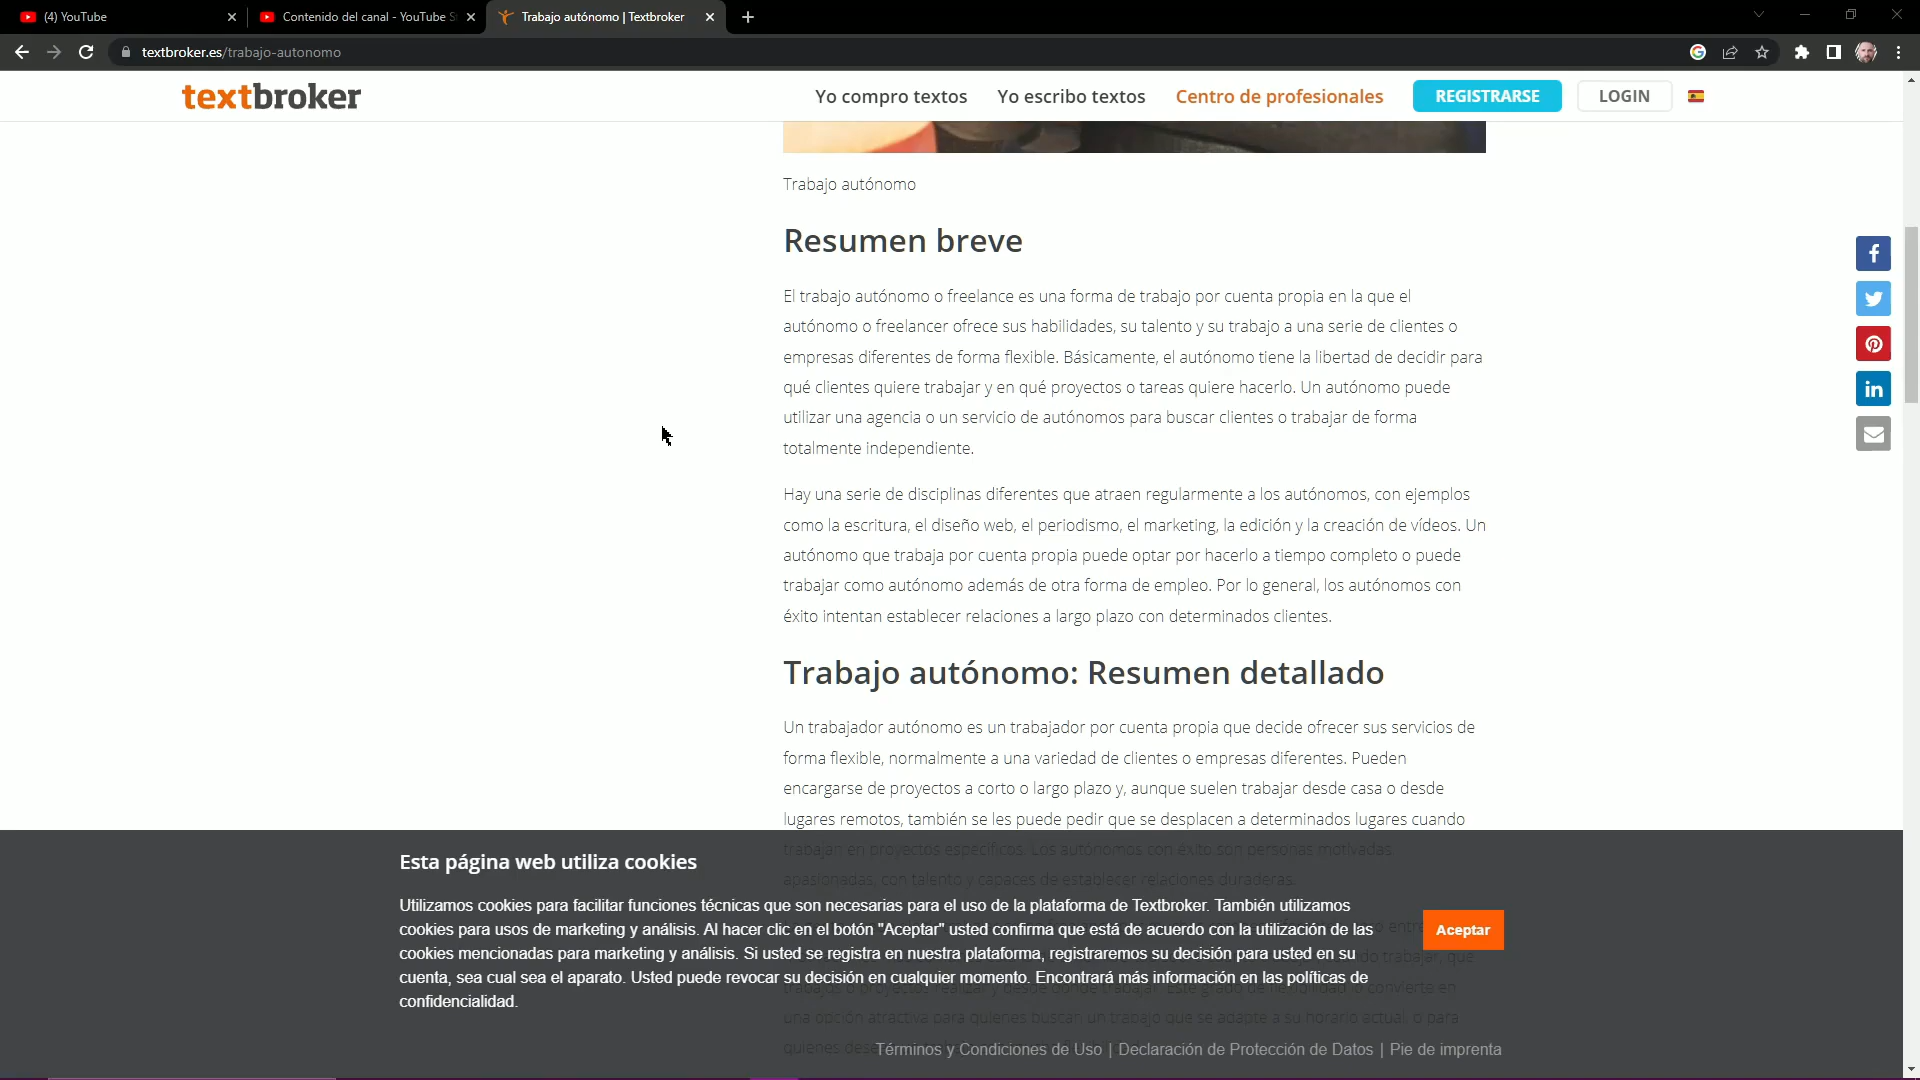 (4) YouTube
Contenido del canal - YouTube S
Trabajo autónomo | Textbroker
textbroker.es/trabajo-autonomo
textbroker
Yo compro textos
Yo escribo textos
Centro de profesionales
REGISTRARSE
LOGIN
Trabajo autónomo
Resumen breve
El trabajo autónomo o freelance es una forma de trabajo por cuenta propia en la que el
autónomo o freelancer ofrece sus habilidades, su talento y su trabajo a una serie de clientes o
empresas diferentes de forma flexible. Básicamente, el autónomo tiene la libertad de decidir para
qué clientes quiere trabajar y en qué proyectos o tareas quiere hacerlo. Un autónomo puede
utilizar una agencia o un servicio de autónomos para buscar clientes o trabajar de forma
totalmente independiente.
Hay una serie de disciplinas diferentes que atraen regularmente a los autónomos, con ejemplos
como la escritura, el diseño web, el periodismo, el marketing, la edición y la creación de vídeos. Un
autónomo que trabaja por cuenta propia puede optar por hacerlo a tiempo completo o puede
trabajar como autónomo además de otra forma de empleo. Por lo general, los autónomos con
éxito intentan establecer relaciones a largo plazo con determinados clientes.
Trabajo autónomo: Resumen detallado
Un trabajador autónomo es un trabajador por cuenta propia que decide ofrecer sus servicios de
forma flexible, normalmente a una variedad de clientes o empresas diferentes. Pueden
encargarse de proyectos a corto o largo plazo y, aunque suelen trabajar desde casa o desde
lugares remotos, también se les puede pedir que se desplacen a determinados lugares cuando
trabajan en proyectos específicos. Los autónomos con éxito son personas motivadas
apasionadas, con talento y capaces de establecer relaciones duraderas.
Esta página web utiliza cookies
Utilizamos cookies para facilitar funciones técnicas que son necesarias para el uso de la plataforma de Textbroker. También utilizamos
cookies para usos de marketing y análisis. Al hacer clic en el botón "Aceptar" usted confirma que está de acuerdo con la utilización de las
cookies mencionadas para marketing y análisis. Si usted se registra en nuestra plataforma, registraremos su decisión para usted en su
cuenta, sea cual sea el aparato. Usted puede revocar su decisión en cualquier momento. Encontrará más información en las políticas de
confidencialidad.
Aceptar
una opción atractiva para quienes buscan un trabajo que se adapte a su horario actual, o para
Términos y Condiciones de Uso | Declaración de Protección de Datos | Pie de imprenta